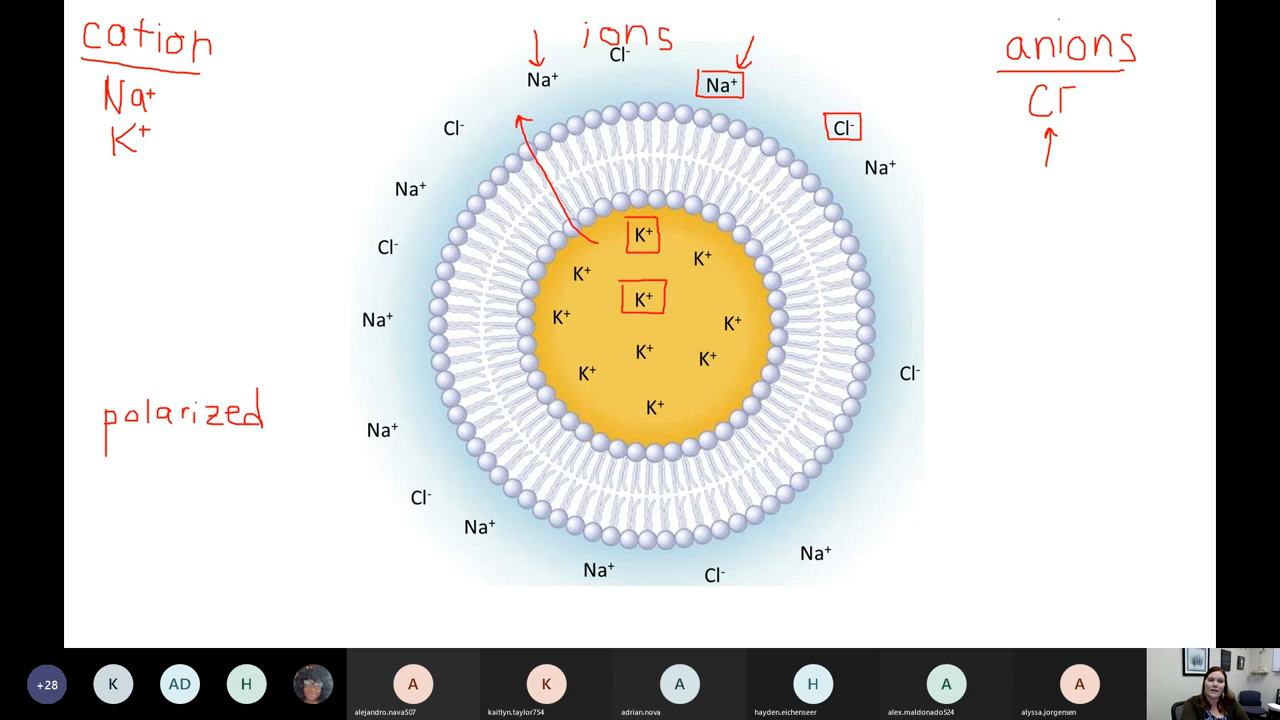 cation
Na⁺
K⁺
ions
anions
Cl⁻
Cl⁻
Na⁺
Na⁺
Cl⁻
Cl⁻
Na⁺
Na⁺
Cl⁻
Na⁺
Na⁺
Cl⁻
Na⁺
Na⁺
Cl⁻
Na⁺
Cl⁻
K⁺
K⁺
K⁺
K⁺
K⁺
K⁺
K⁺
K⁺
K⁺
K⁺
polarized
+28
K
AD
H
A
K
A
H
A
A
alejandro.nava507
kaitlyn.taylor754
adrian.nova
hayden.eichenseer
alex.maldonado524
alyssa.jorgensen